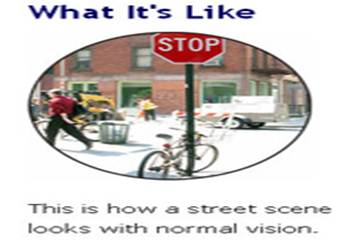 What It's Like
STOP
This is how a street scene
looks with normal vision.